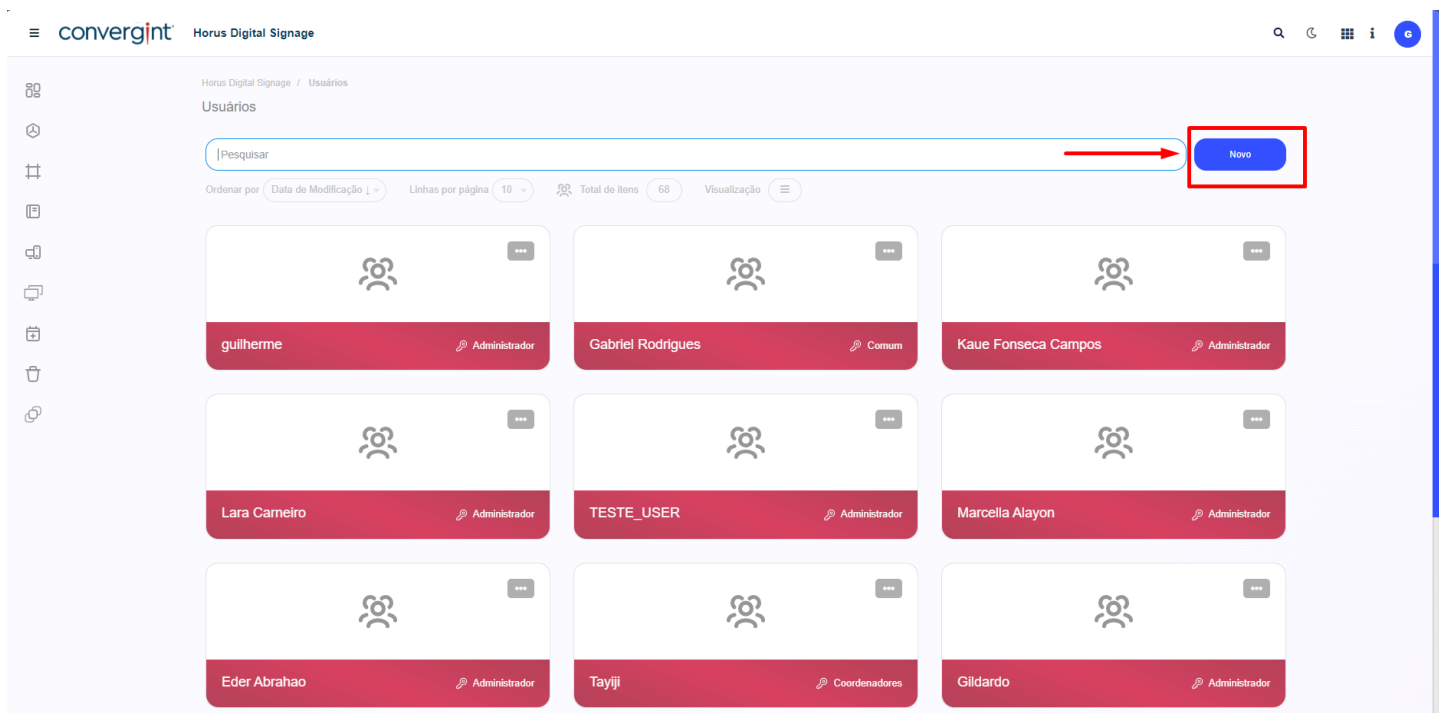 convergint Horus Digital Signage
G
Horus Digital Signage / Usuários
Usuários
Pesquisar
Novo
Ordenar por Data de Modificação ↓ Linhas por página 10 Total de itens 68 Visualização
guilherme Administrador
Gabriel Rodrigues Comum
Kaue Fonseca Campos Administrador
Lara Carneiro Administrador
TESTE_USER Administrador
Marcella Alayon Administrador
Eder Abrahao Administrador
Tayiji Coordenadores
Gildardo Administrador